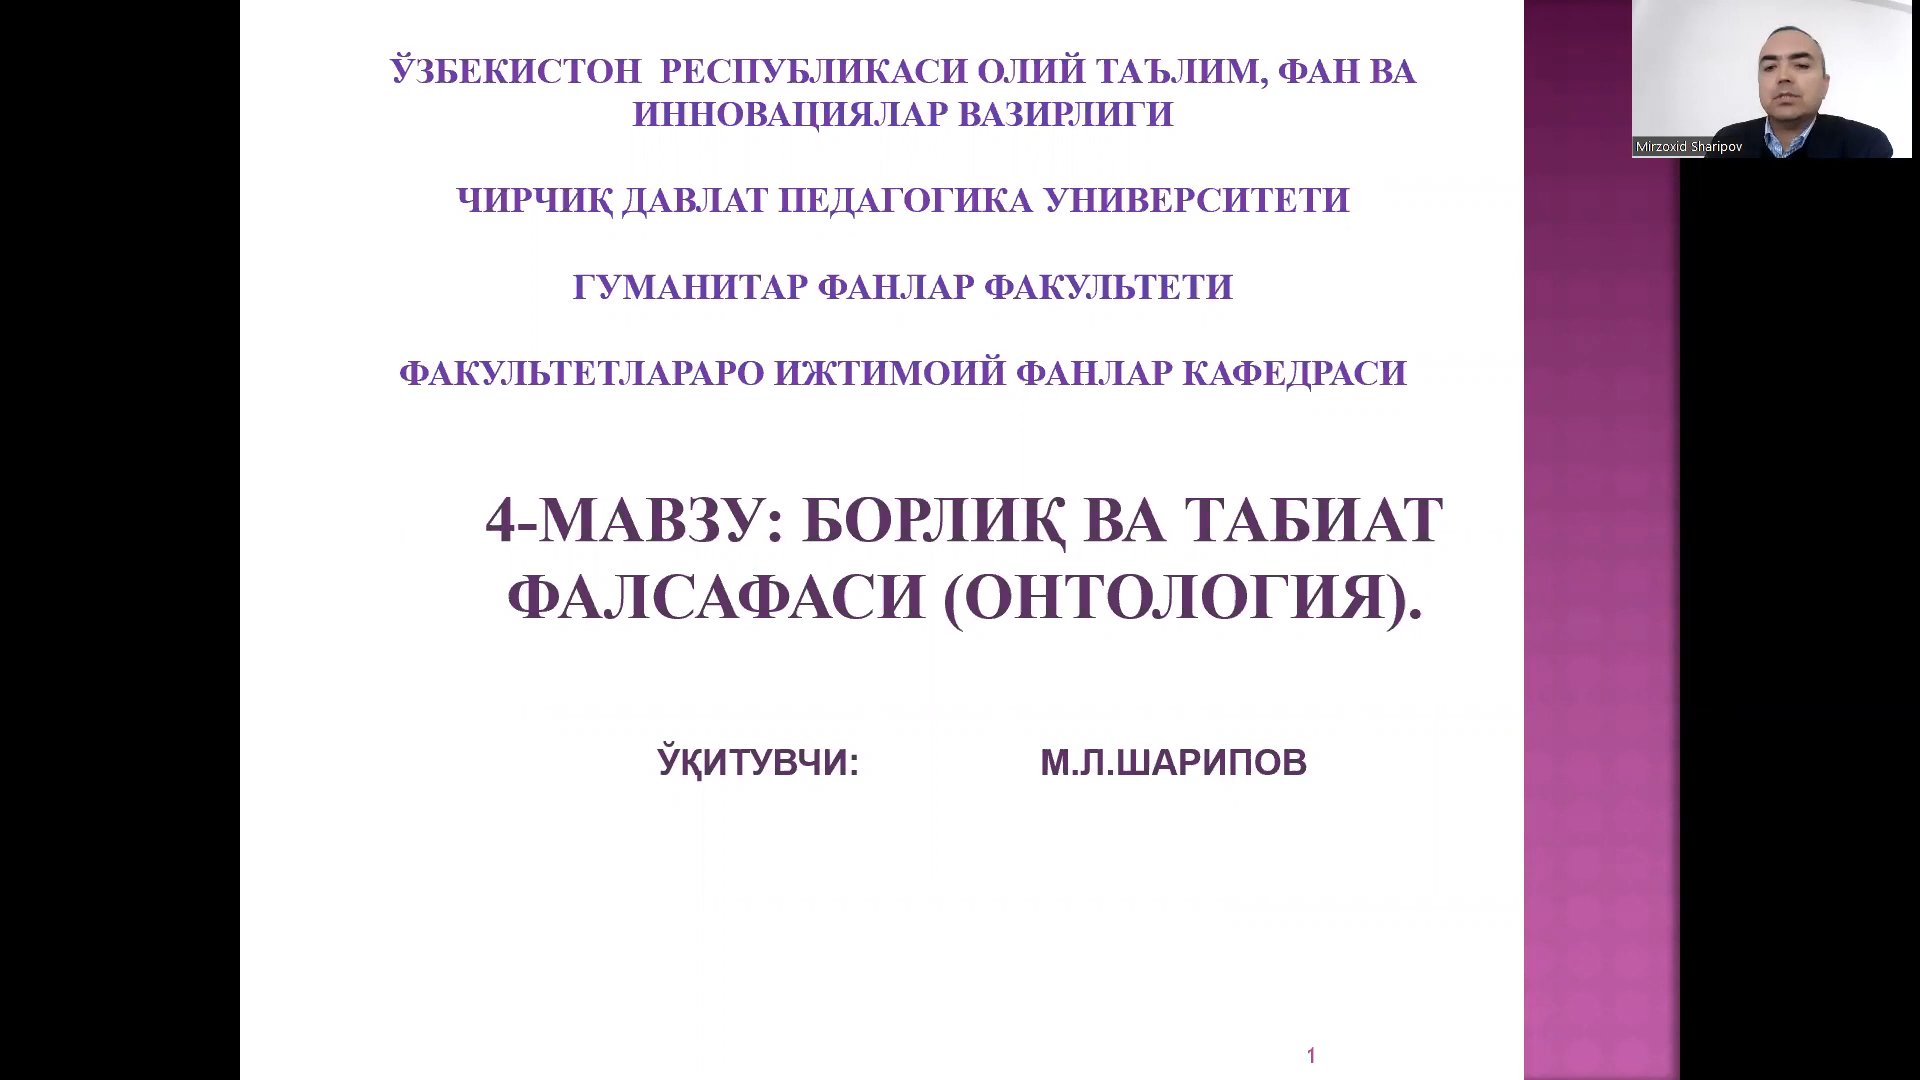 ЎЗБЕКИСТОН РЕСПУБЛИКАСИ ОЛИЙ ТАЪЛИМ, ФАН ВА
ИННОВАЦИЯЛАР ВАЗИРЛИГИ
ЧИРЧИҚ ДАВЛАТ ПЕДАГОГИКА УНИВЕРСИТЕТИ
ГУМАНИТАР ФАНЛАР ФАКУЛЬТЕТИ
ФАКУЛЬТЕТЛАРАРО ИЖТИМОИЙ ФАНЛАР КАФЕДРАСИ
4-МАВЗУ: БОРЛИҚ ВА ТАБИАТ
ФАЛСАФАСИ (ОНТОЛОГИЯ).
ЎҚИТУВЧИ: М.Л.ШАРИПОВ
1
Mirzoxid Sharipov